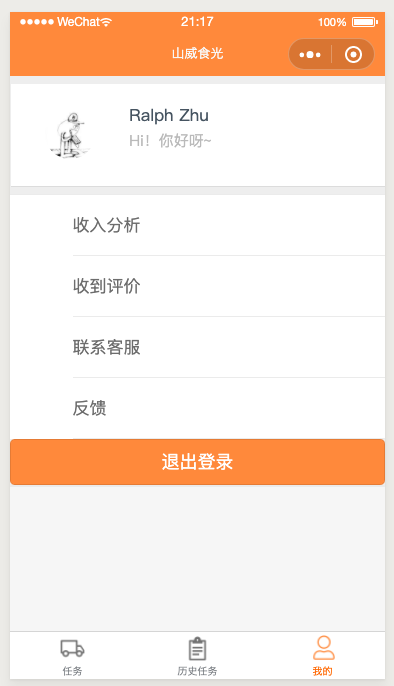 WeChat 21:17 100%
山威食光
Ralph Zhu
Hi！你好呀~
收入分析
收到评价
联系客服
反馈
退出登录
任务 历史任务 我的